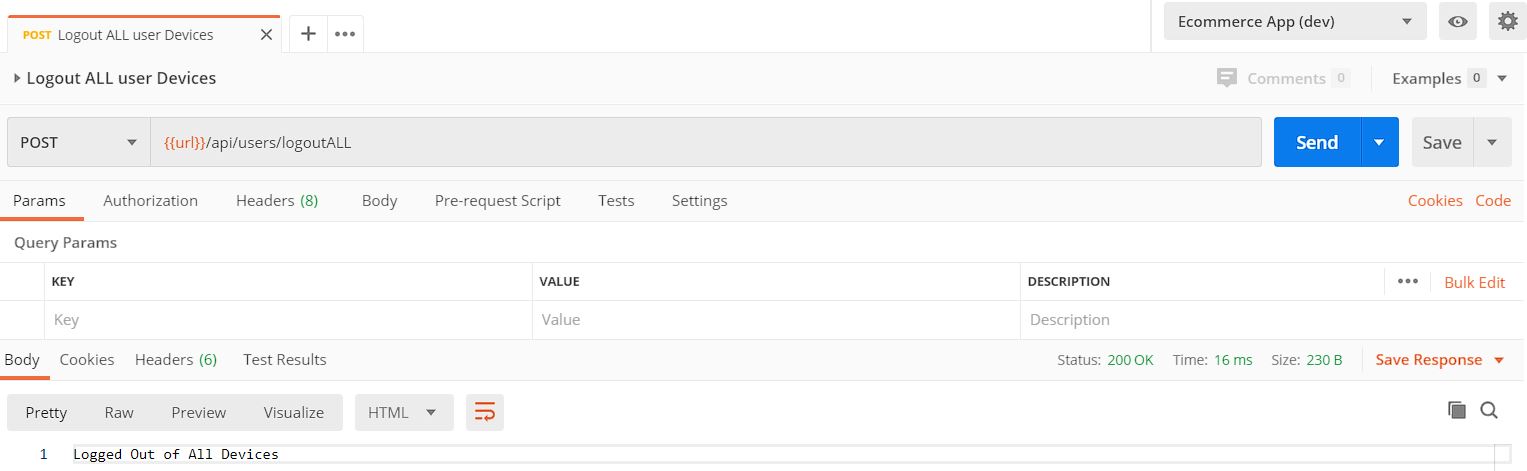 POST Logout ALL user Devices
Ecommerce App (dev)
Logout ALL user Devices
Comments 0
Examples 0
POST
{{url}}/api/users/logoutALL
Send
Save
Params Authorization Headers (8) Body Pre-request Script Tests Settings
Cookies Code
Query Params
KEY VALUE DESCRIPTION
Bulk Edit
Key Value Description
Body Cookies Headers (6) Test Results
Status: 200 OK Time: 16 ms Size: 230 B
Save Response
Pretty Raw Preview Visualize HTML
1 Logged Out of All Devices